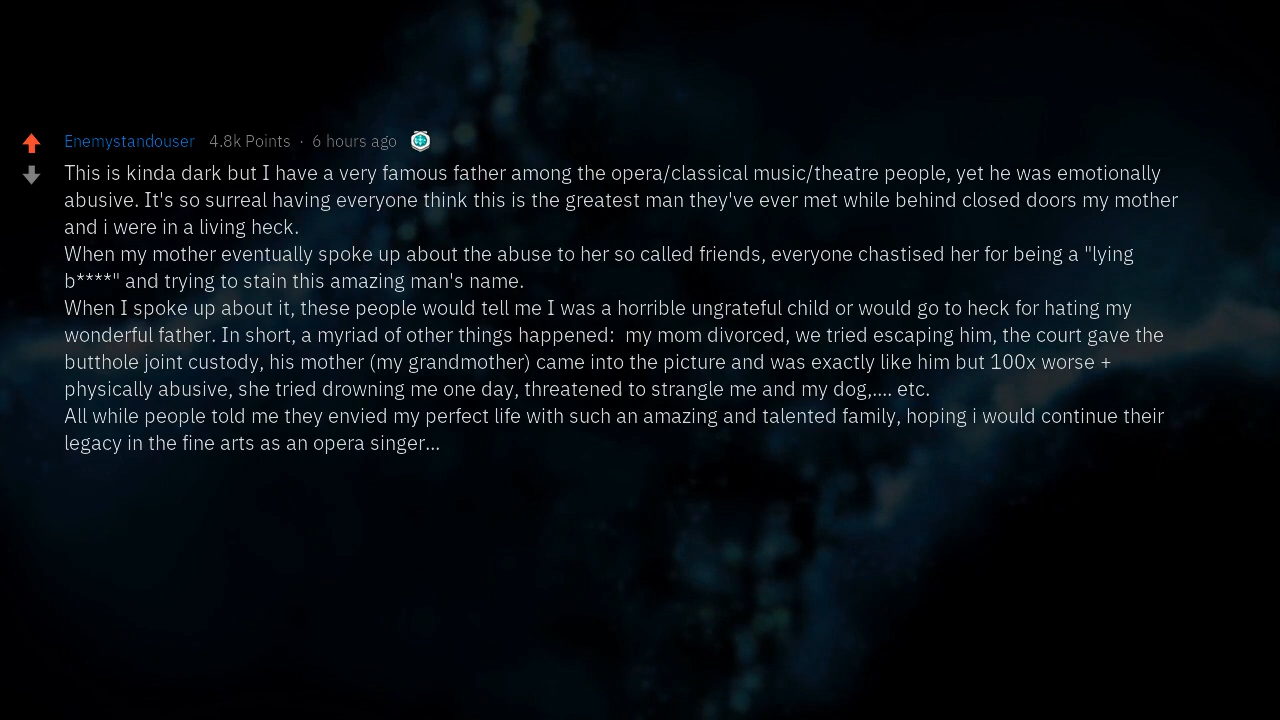 Enemystandouser 4.8k Points · 6 hours ago
This is kinda dark but I have a very famous father among the opera/classical music/theatre people, yet he was emotionally
abusive. It's so surreal having everyone think this is the greatest man they've ever met while behind closed doors my mother
and i were in a living heck.
When my mother eventually spoke up about the abuse to her so called friends, everyone chastised her for being a "lying
b****" and trying to stain this amazing man's name.
When I spoke up about it, these people would tell me I was a horrible ungrateful child or would go to heck for hating my
wonderful father. In short, a myriad of other things happened:  my mom divorced, we tried escaping him, the court gave the
butthole joint custody, his mother (my grandmother) came into the picture and was exactly like him but 100x worse +
physically abusive, she tried drowning me one day, threatened to strangle me and my dog,.... etc.
All while people told me they envied my perfect life with such an amazing and talented family, hoping i would continue their
legacy in the fine arts as an opera singer...